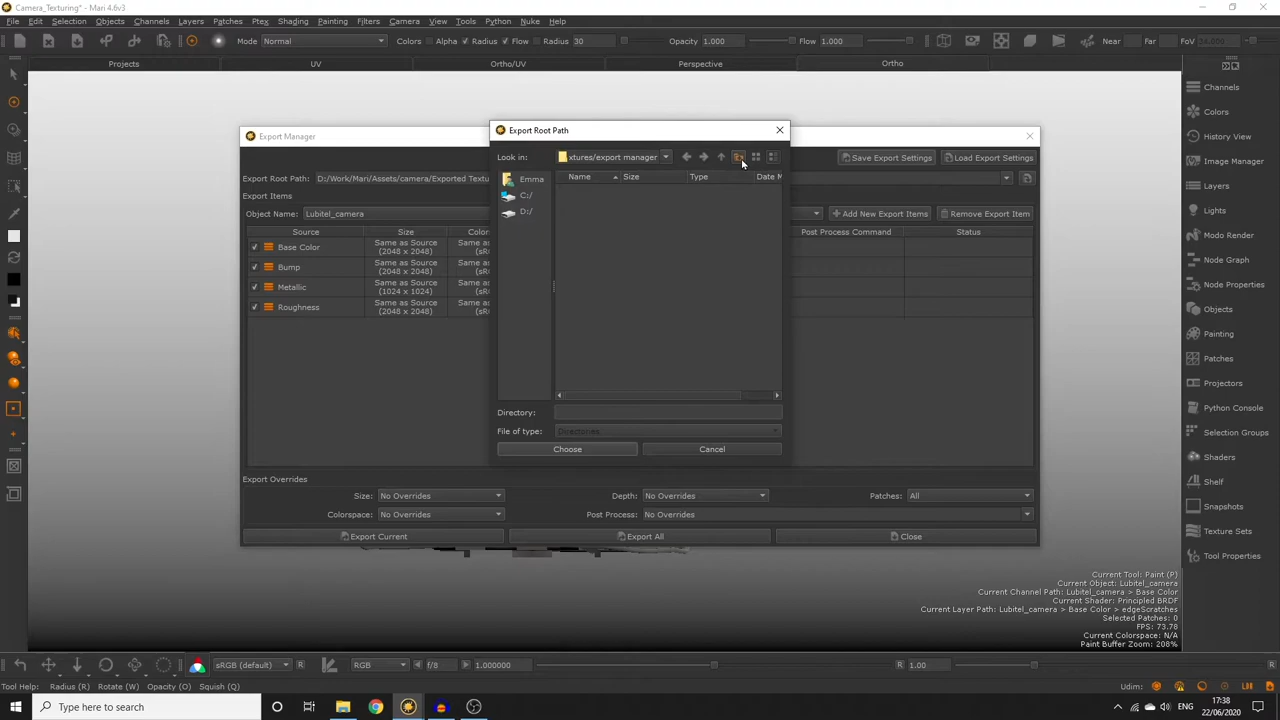 Camera_Texturing* - Mari 4.6v3
File Edit Selection Objects Channels Layers Patches Ptex Shading Painting Filters Camera View Tools Python Nuke Help
Mode Normal Colors Alpha Radius Flow Radius 30 Opacity 1.000 Flow 1.000 Near Far FoV
Projects UV Ortho/UV Perspective Ortho
Export Manager
Export Root Path
Look in: xtures/export manager
Save Export Settings Load Export Settings
Export Root Path: D:/Work/Mari/Assets/camera/Exported Textu
Export Items
Object Name: Lubitel_camera
Add New Export Items Remove Export Item
Source Size Color Post Process Command Status
Base Color Same as Source (sR
(2048 x 2048)
Bump Same as Source (sR
(2048 x 2048)
Metallic Same as Source (sR
(1024 x 1024)
Roughness Same as Source (sR
(2048 x 2048)
Name Size Type Date M
Emma
C:/
D:/
Directory:
File of type: Directories
Choose Cancel
Export Overrides
Size: No Overrides Depth: No Overrides Patches: All
Colorspace: No Overrides Post Process: No Overrides
Export Current Export All Close
Channels
Colors
History View
Image Manager
Layers
Lights
Modo Render
Node Graph
Node Properties
Objects
Painting
Patches
Projectors
Python Console
Selection Groups
Shaders
Shelf
Snapshots
Texture Sets
Tool Properties
Current Tool: Paint (P)
Current Object: Lubitel_camera
Current Channel Path: Lubitel_camera > Base Color
Current Shader: Principled BRDF
Current Layer Path: Lubitel_camera > Base Color > edgeScratches
Selected Patches: 0
FPS: 73.78
Current Colorspace: N/A
Paint Buffer Zoom: 208%
sRGB (default) R RGB f/8 1.000000 R 1.00 R
Tool Help: Radius (R) Rotate (W) Opacity (O) Squish (Q)
Udim:
Type here to search
ENG
17:38
22/06/2020